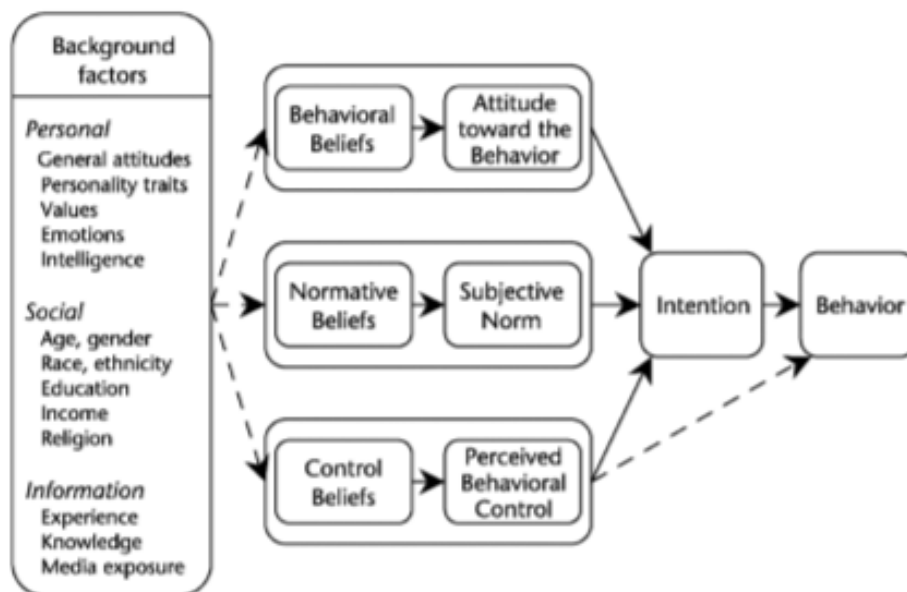 Background
factors
Personal
General attitudes
Personality traits
Values
Emotions
Intelligence
Social
Age, gender
Race, ethnicity
Education
Income
Religion
Information
Experience
Knowledge
Media exposure
Behavioral
Beliefs
Attitude
toward the
Behavior
Normative
Beliefs
Subjective
Norm
Control
Beliefs
Perceived
Behavioral
Control
Intention
Behavior